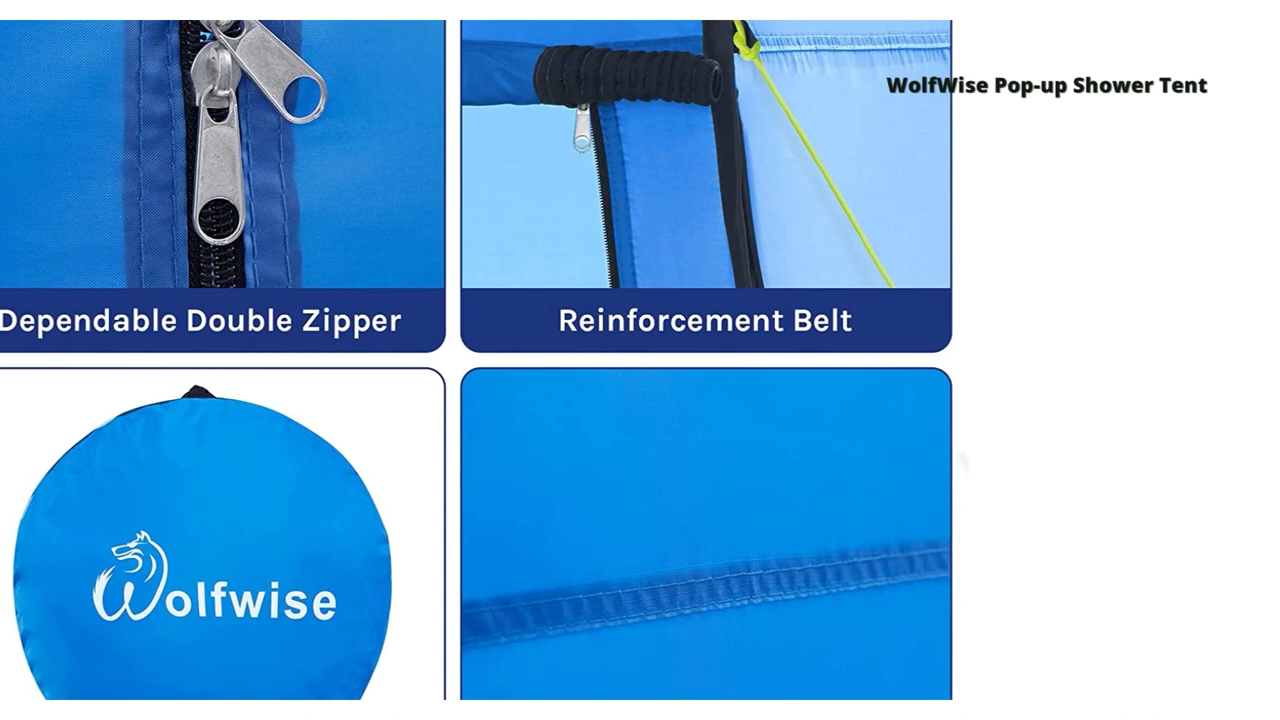 WolfWise Pop-up Shower Tent
Dependable Double Zipper
Reinforcement Belt
Wolfwise